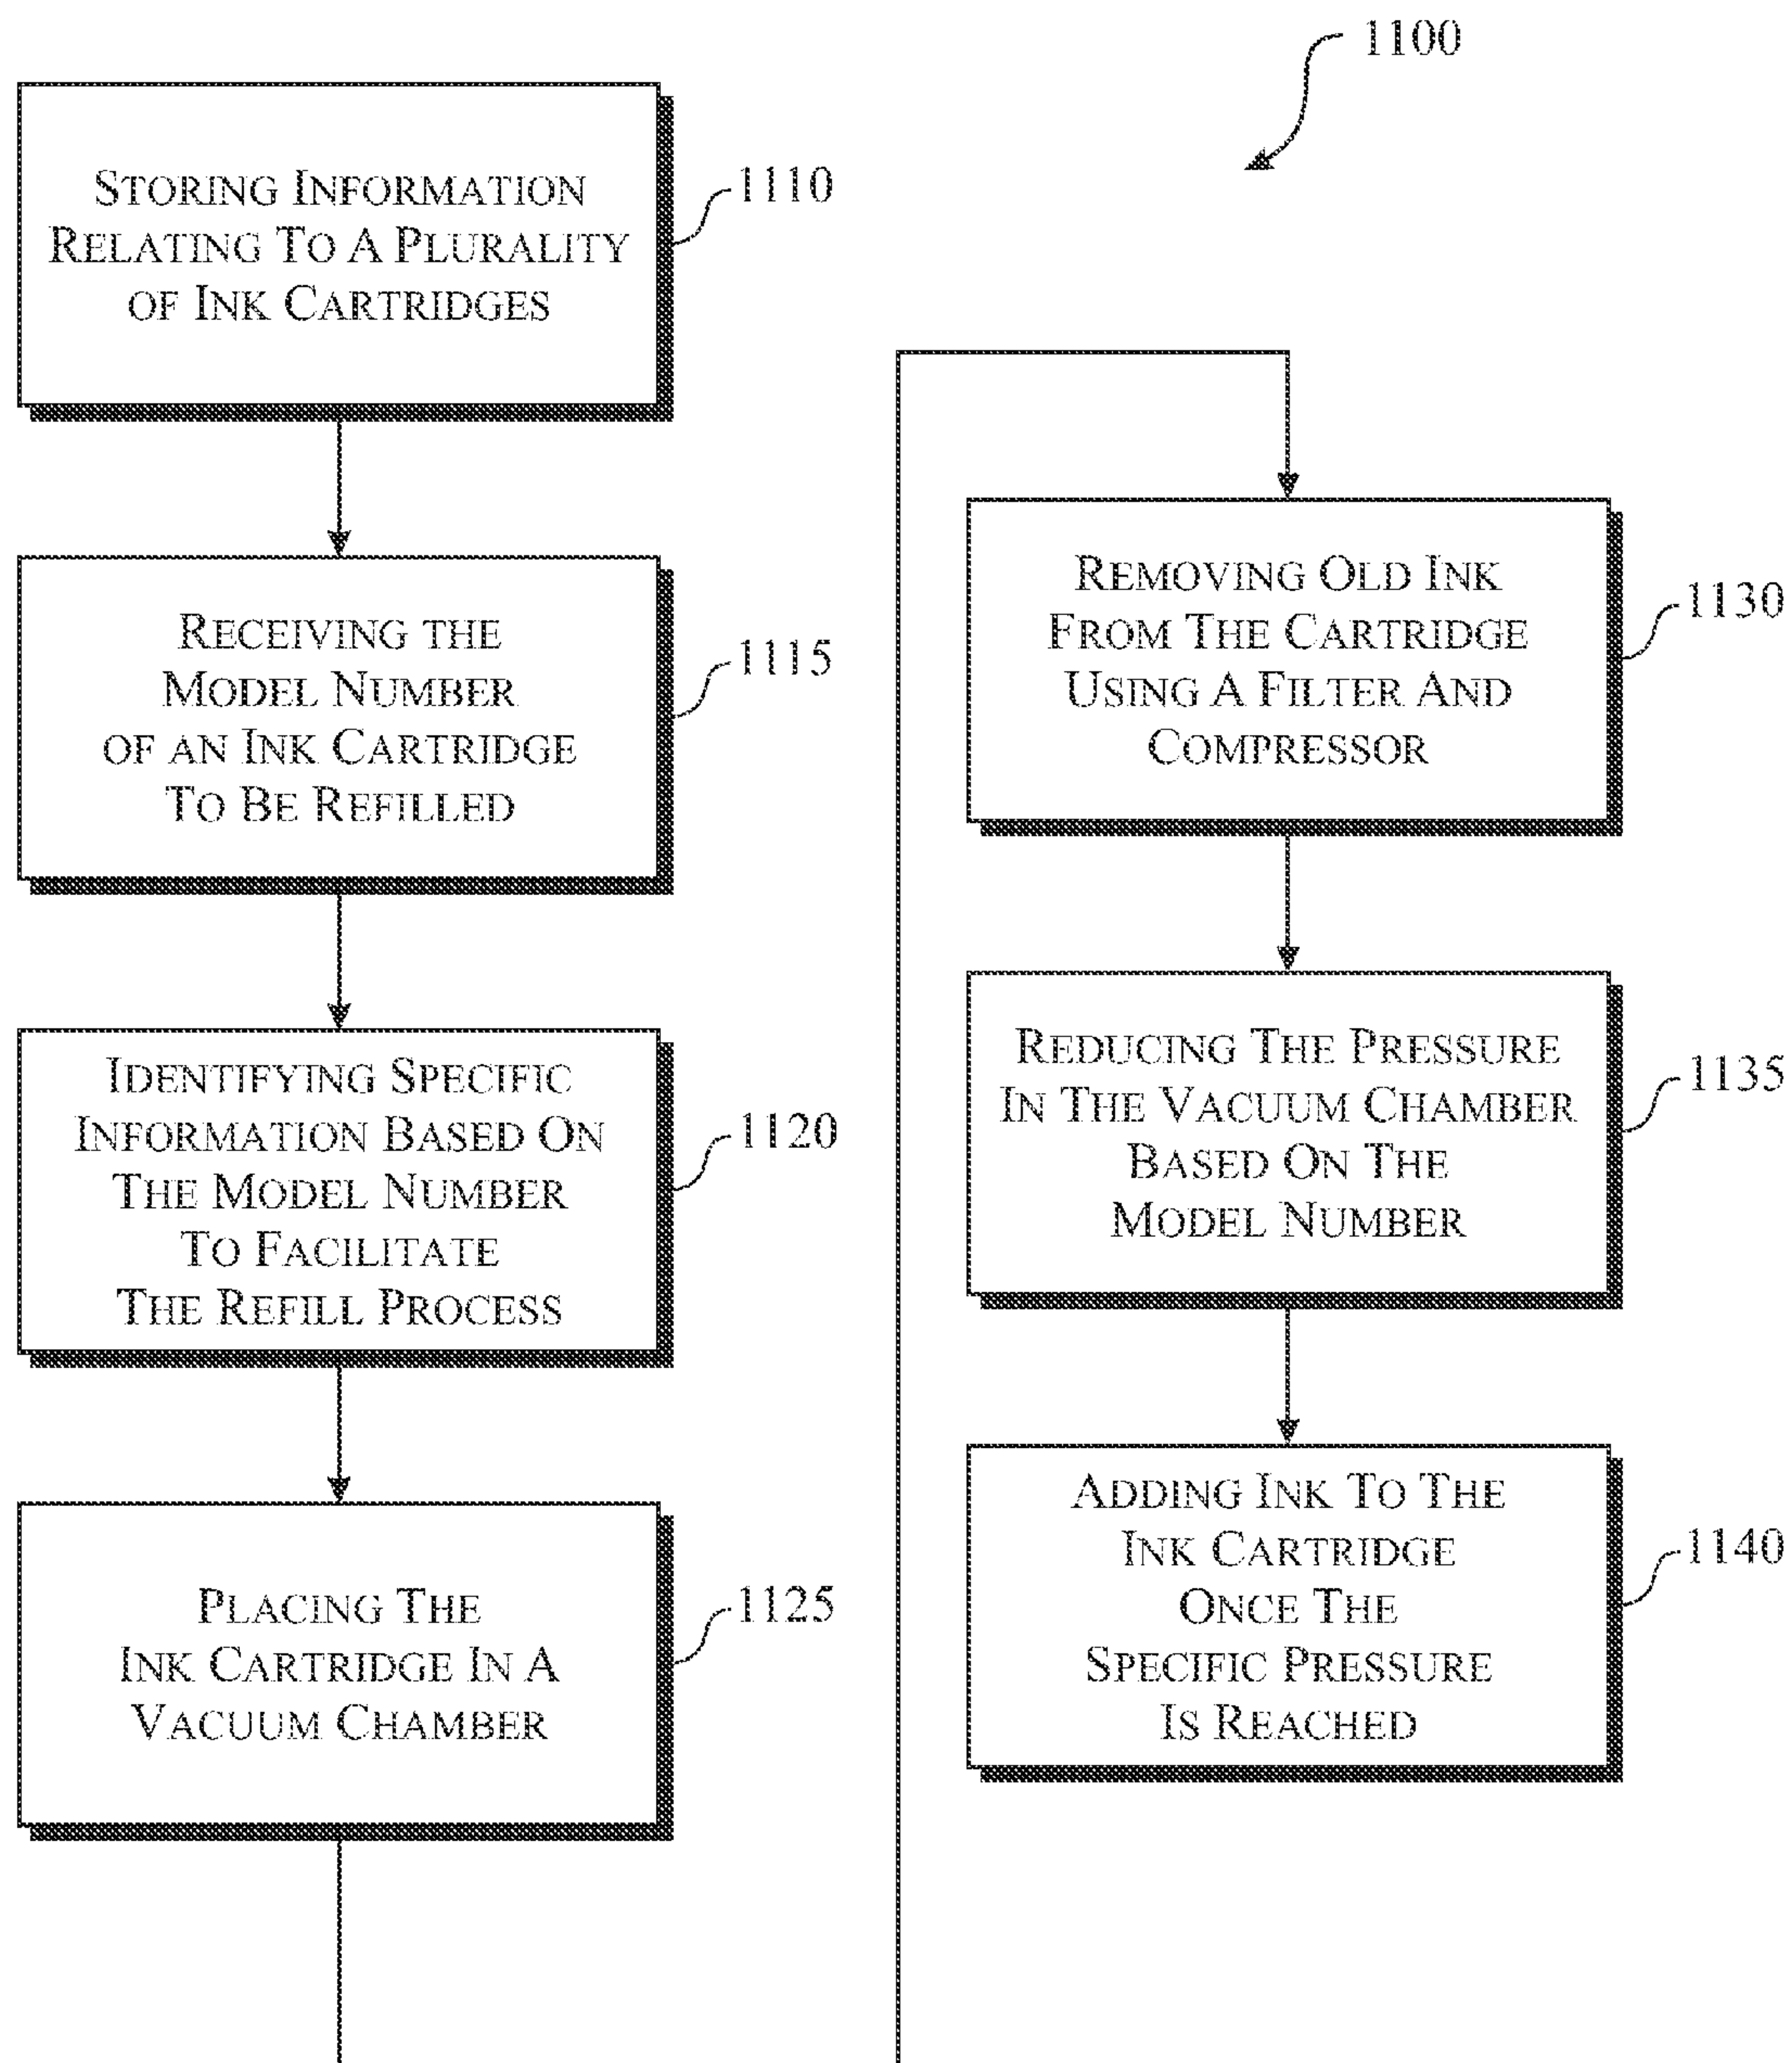 1100
STORING INFORMATION
RELATING TO A PLURALITY
OF INK CARTRIDGES
1110
RECEIVING THE
MODEL NUMBER
OF AN INK CARTRIDGE
TO BE REFILLED
1115
IDENTIFYING SPECIFIC
INFORMATION BASED ON
THE MODEL NUMBER
TO FACILITATE
THE REFILL PROCESS
1120
PLACING THE
INK CARTRIDGE IN A
VACUUM CHAMBER
1125
REMOVING OLD INK
FROM THE CARTRIDGE
USING A FILTER AND
COMPRESSOR
1130
REDUCING THE PRESSURE
IN THE VACUUM CHAMBER
BASED ON THE
MODEL NUMBER
1135
ADDING INK TO THE
INK CARTRIDGE
ONCE THE
SPECIFIC PRESSURE
IS REACHED
1140